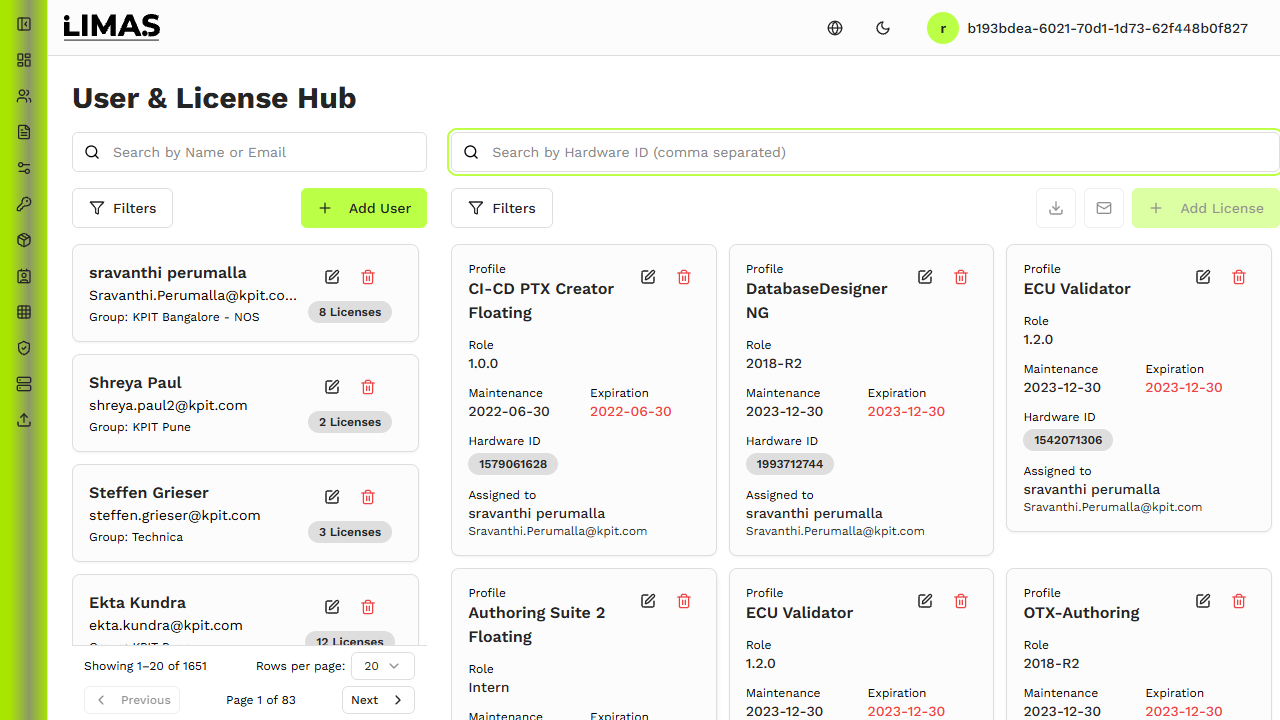 LIMAS
r
b193bdea-6021-70d1-1d73-62f448b0f827
User & License Hub
Search by Name or Email
Filters
Add User
sravanthi perumalla
Sravanthi.Perumalla@kpit.co...
Group: KPIT Bangalore - NOS
8 Licenses
Shreya Paul
shreya.paul2@kpit.com
Group: KPIT Pune
2 Licenses
Steffen Grieser
steffen.grieser@kpit.com
Group: Technica
3 Licenses
Ekta Kundra
ekta.kundra@kpit.com
12 Licenses
Showing 1–20 of 1651
Rows per page:
20
Previous
Page 1 of 83
Next
Search by Hardware ID (comma separated)
Filters
Add License
Profile
CI-CD PTX Creator
Floating
Role
1.0.0
Maintenance
2022-06-30
Expiration
2022-06-30
Hardware ID
1579061628
Assigned to
sravanthi perumalla
Sravanthi.Perumalla@kpit.com
Profile
DatabaseDesigner
NG
Role
2018-R2
Maintenance
2023-12-30
Expiration
2023-12-30
Hardware ID
1993712744
Assigned to
sravanthi perumalla
Sravanthi.Perumalla@kpit.com
Profile
ECU Validator
Role
1.2.0
Maintenance
2023-12-30
Expiration
2023-12-30
Hardware ID
1542071306
Assigned to
sravanthi perumalla
Sravanthi.Perumalla@kpit.com
Profile
Authoring Suite 2
Floating
Role
Intern
Maintenance
Expiration
Profile
ECU Validator
Role
1.2.0
Maintenance
2023-12-30
Expiration
2023-12-30
Profile
OTX-Authoring
Role
2018-R2
Maintenance
2023-12-30
Expiration
2023-12-30